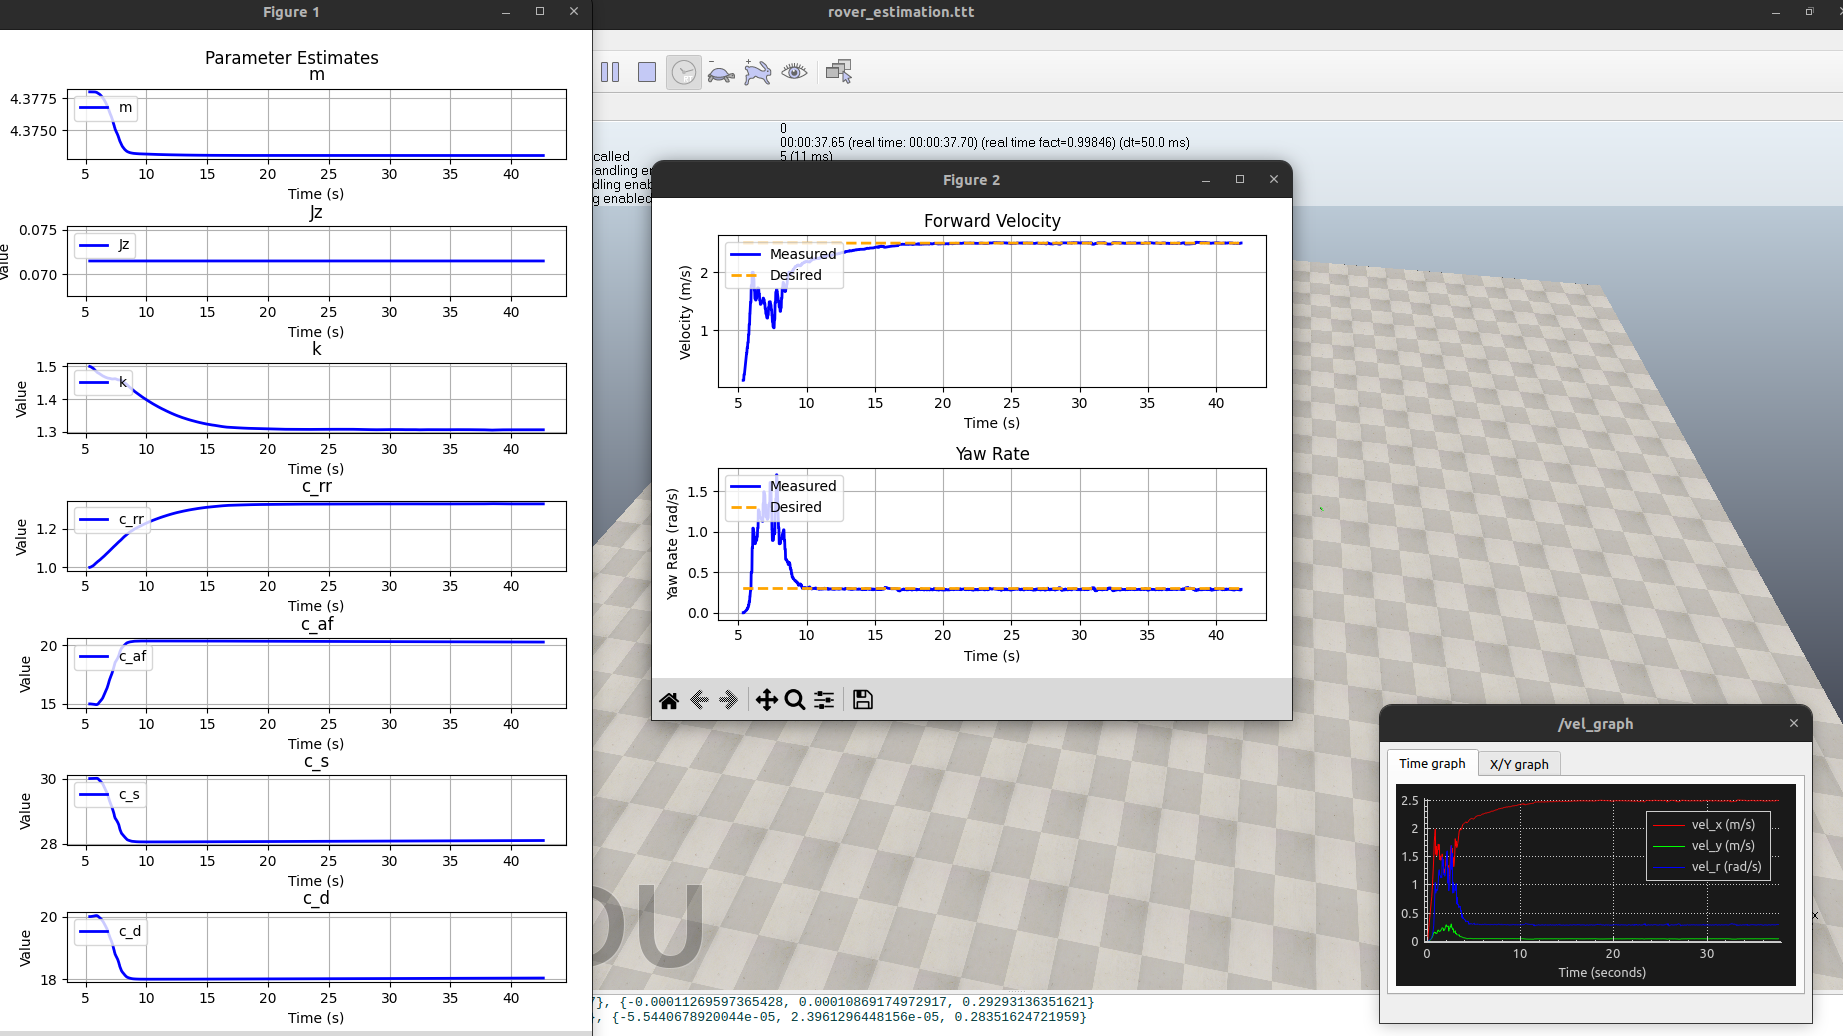 Figure 1
rover_estimation.ttt
Parameter Estimates
m
4.3775
4.3750
m
5 10 15 20 25 30 35 40
Time (s)
Jz
0.075
0.070
Value
Jz
5 10 15 20 25 30 35 40
Time (s)
k
1.5
1.4
1.3
Value
k
5 10 15 20 25 30 35 40
Time (s)
c_rr
1.2
1.0
Value
c_rr
5 10 15 20 25 30 35 40
Time (s)
c_af
20
15
Value
c_af
5 10 15 20 25 30 35 40
Time (s)
c_s
30
28
Value
c_s
5 10 15 20 25 30 35 40
Time (s)
c_d
20
18
Value
c_d
5 10 15 20 25 30 35 40
Time (s)
0
00:00:37.65 (real time: 00:00:37.70) (real time fact=0.99846) (dt=50.0 ms)
called
5 (11 ms)
andling e
dling enab
g enabled
Figure 2
Forward Velocity
2
1
Velocity (m/s)
Measured
Desired
5 10 15 20 25 30 35 40
Time (s)
Yaw Rate
1.5
1.0
0.5
0.0
Yaw Rate (rad/s)
Measured
Desired
5 10 15 20 25 30 35 40
Time (s)
/vel_graph
Time graph
X/Y graph
2.5
2
1.5
1
0.5
0
vel_x (m/s)
vel_y (m/s)
vel_r (rad/s)
0 10 20 30
Time (seconds)
x
DU
7}, {-0.00011269597365428, 0.00010869174972917, 0.29293136351621}
, {-5.5440678920044e-05, 2.3961296448156e-05, 0.28351624721959}